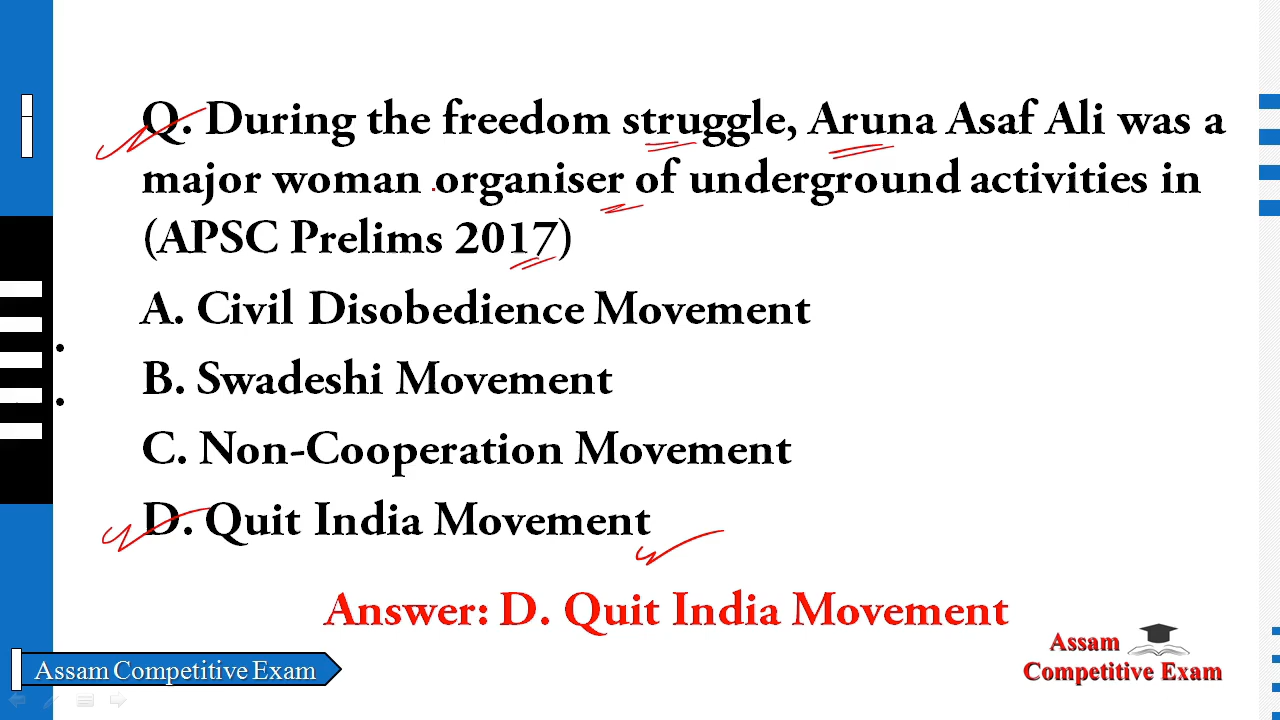 Q. During the freedom struggle, Aruna Asaf Ali was a
major woman organiser of underground activities in
(APSC Prelims 2017)
A. Civil Disobedience Movement
B. Swadeshi Movement
C. Non-Cooperation Movement
D. Quit India Movement
Answer: D. Quit India Movement
Assam Competitive Exam
Assam
Competitive Exam